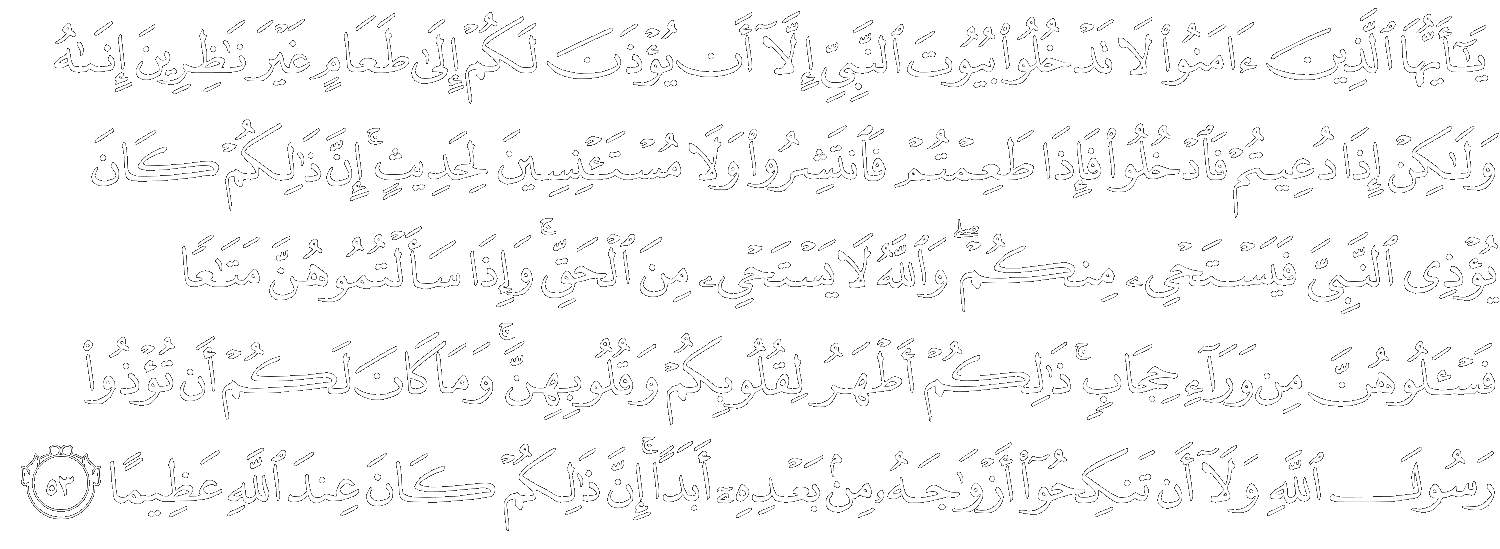 يَـٰٓأَيُّهَا ٱلَّذِينَ ءَامَنُوا۟ لَا تَدْخُلُوا۟ بُيُوتَ ٱلنَّبِىِّ إِلَّآ أَن يُؤْذَنَ لَكُمْ إِلَىٰ طَعَامٍ غَيْرَ نَـٰظِرِينَ إِنَىٰهُ
وَلَـٰكِنْ إِذَا دُعِيتُمْ فَٱدْخُلُوا۟ فَإِذَا طَعِمْتُمْ فَٱنتَشِرُوا۟ وَلَا مُسْتَـْٔنِسِينَ لِحَدِيثٍ ۚ إِنَّ ذَٰلِكُمْ كَانَ
يُؤْذِى ٱلنَّبِىَّ فَيَسْتَحْىِۦ مِنكُمْ ۖ وَٱللَّهُ لَا يَسْتَحْىِۦ مِنَ ٱلْحَقِّ ۚ وَإِذَا سَأَلْتُمُوهُنَّ مَتَـٰعًا
فَسْـَٔلُوهُنَّ مِن وَرَآءِ حِجَابٍ ۚ ذَٰلِكُمْ أَطْهَرُ لِقُلُوبِكُمْ وَقُلُوبِهِنَّ ۚ وَمَا كَانَ لَكُمْ أَن تُؤْذُوا۟
رَسُولَ ٱللَّهِ وَلَآ أَن تَنكِحُوٓا۟ أَزْوَٰجَهُۥ مِنۢ بَعْدِهِۦٓ أَبَدًا ۚ إِنَّ ذَٰلِكُمْ كَانَ عِندَ ٱللَّهِ عَظِيمًا ٥٣